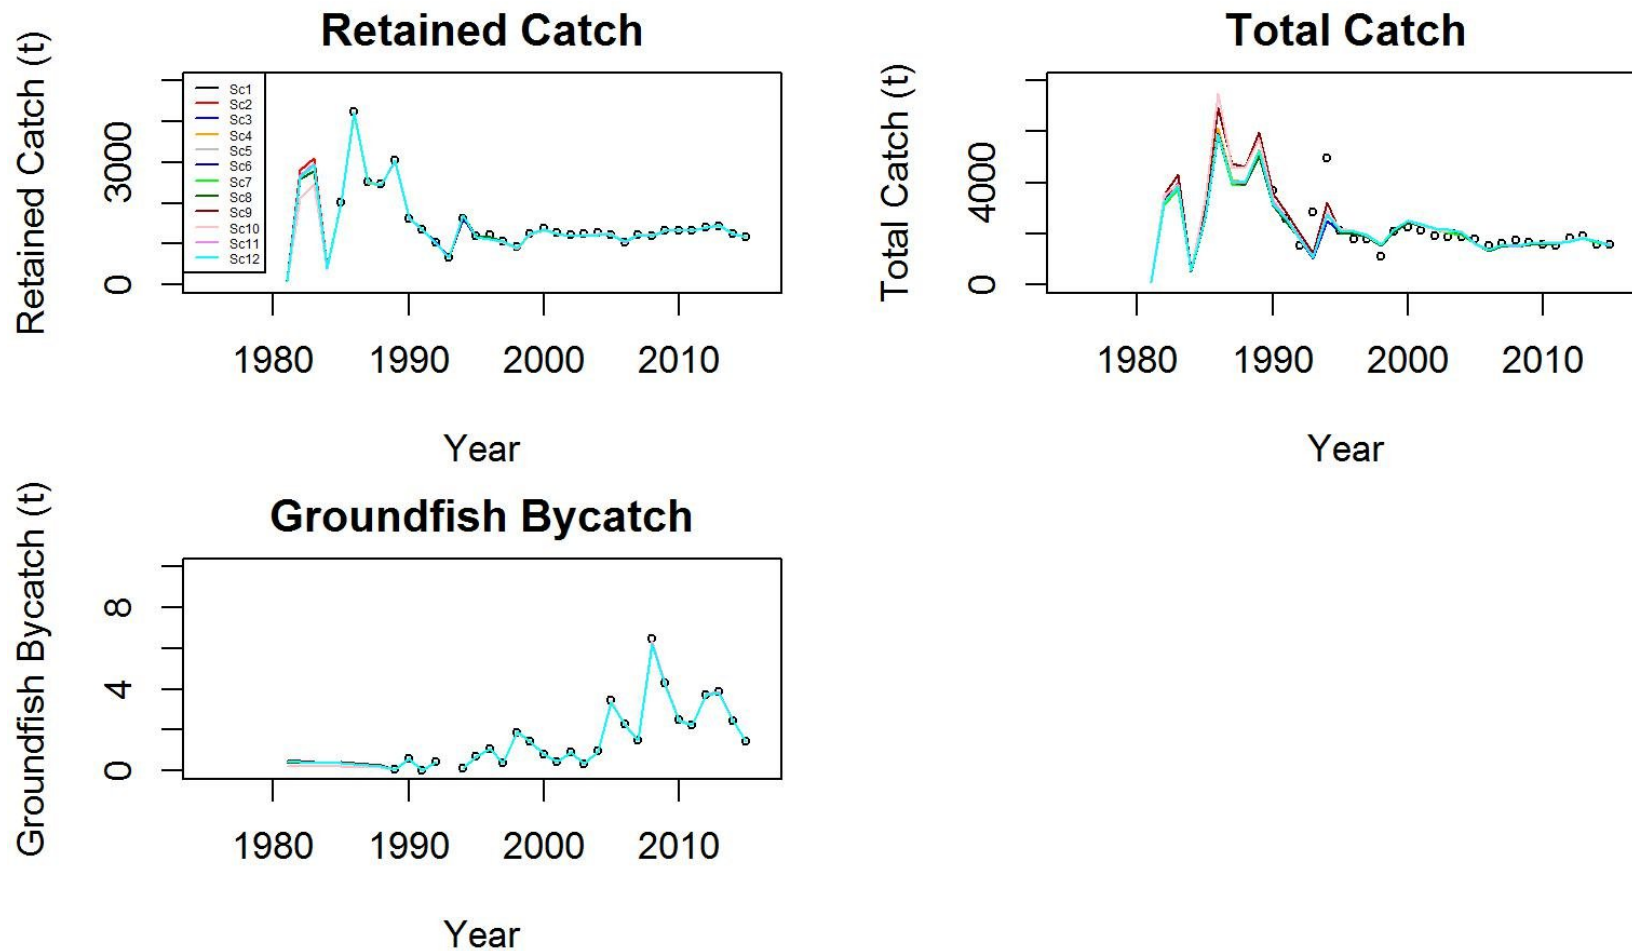 Retained Catch
Retained Catch (t)
3000
0
Sc1
Sc2
Sc3
Sc4
Sc5
Sc6
Sc7
Sc8
Sc9
Sc10
Sc11
Sc12
1980 1990 2000 2010
Year
Total Catch
Total Catch (t)
4000
0
1980 1990 2000 2010
Year
Groundfish Bycatch
Groundfish Bycatch (t)
8
4
0
1980 1990 2000 2010
Year